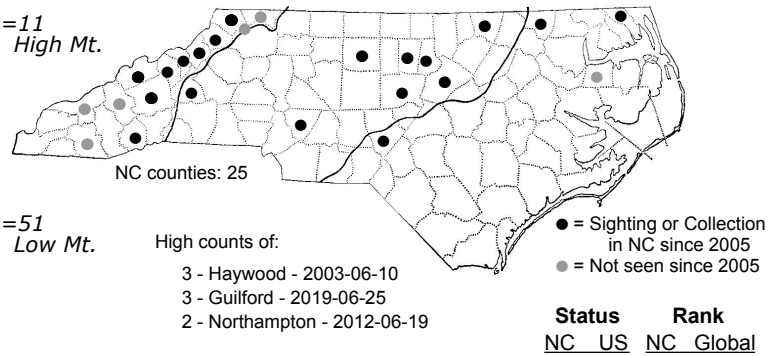 =11
High Mt.
NC counties: 25
=51
Low Mt.
High counts of:
3 - Haywood - 2003-06-10
3 - Guilford - 2019-06-25
2 - Northampton - 2012-06-19
● = Sighting or Collection
in NC since 2005
● = Not seen since 2005
Status Rank
NC US NC Global